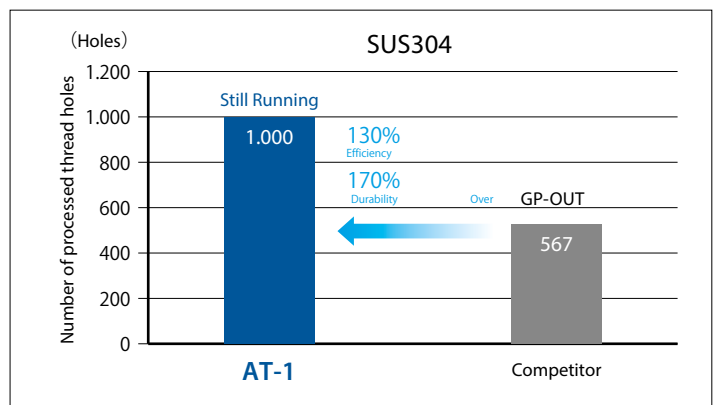 (Holes)
SUS304
Number of processed thread holes
1.200
1.000
800
600
400
200
0
Still Running
1.000
130%
Efficiency
170%
Durability
Over
GP-OUT
567
AT-1
Competitor